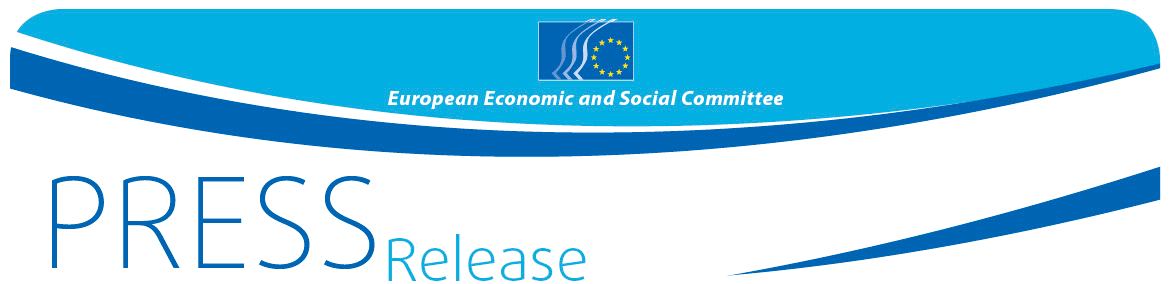 European Economic and Social Committee
PRESS Release